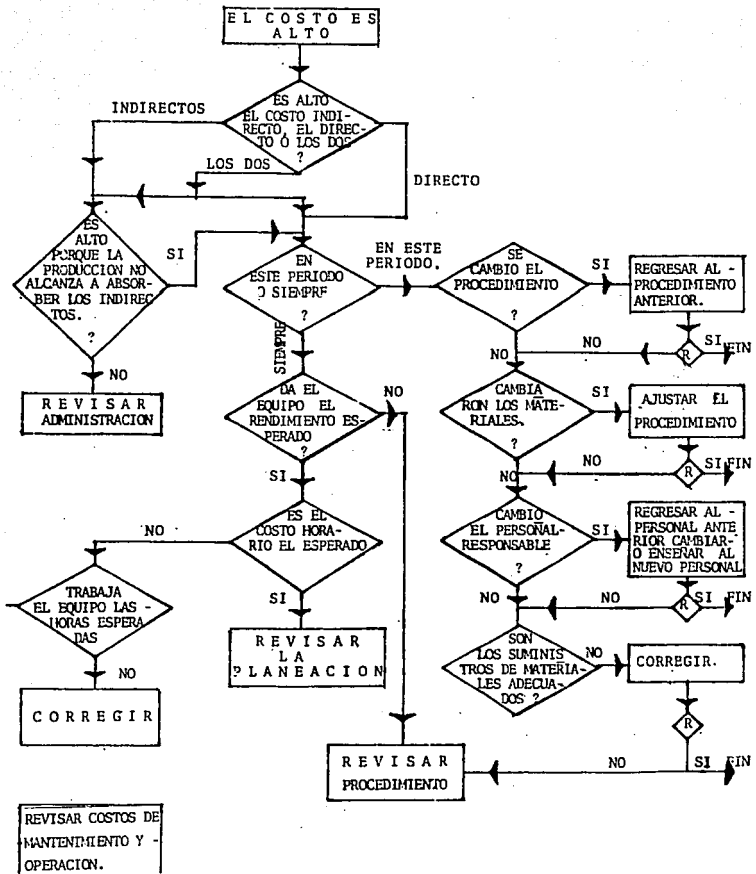 EL COSTO ES
ALTO
INDIRECTOS
ES ALTO
EL COSTO INDI-
RECTO, EL DIREC-
TO O LOS DOS
?
LOS DOS
DIRECTO
ES
ALTO
PORQUE LA
PRODUCCION NO
ALCANZA A ABSOR-
BER LOS INDIREC
TOS.
?
SI
NO
REVISAR
ADMINISTRACION
EN
ESTE PERIODO
O SIEMPRE
?
EN ESTE
PERIODO.
SIEMPRE
SE
CAMBIO EL
PROCEDIMIENTO
?
SI
REGRESAR AL -
PROCEDIMIENTO
ANTERIOR.
NO
NO
R
SI
FIN
DA EL
EQUIPO EL
RENDIMIENTO ES-
PERADO
?
NO
SI
CAMBIA
RON LOS MATE-
RIALES.
?
SI
AJUSTAR EL
PROCEDIMIENTO
NO
NO
R
SI
FIN
ES EL
COSTO HORA-
RIO EL ESPERADO
?
NO
SI
REVISAR
LA
PLANEACION
CAMBIO
EL PERSONAL-
RESPONSABLE
?
SI
REGRESAR AL -
PERSONAL ANTE
RIOR CAMBIAR-
O ENSEÑAR AL
NUEVO PERSONAL
NO
NO
R
SI
FIN
TRABAJA
EL EQUIPO LAS -
HORAS ESPERA
DAS
NO
CORREGIR
SON
LOS SUMINIS
TROS DE MATERIA-
LES ADECUA-
DOS ?
NO
CORREGIR.
R
NO
SI
FIN
REVISAR
PROCEDIMIENTO
REVISAR COSTOS DE
MANTENIMIENTO Y -
OPERACION.